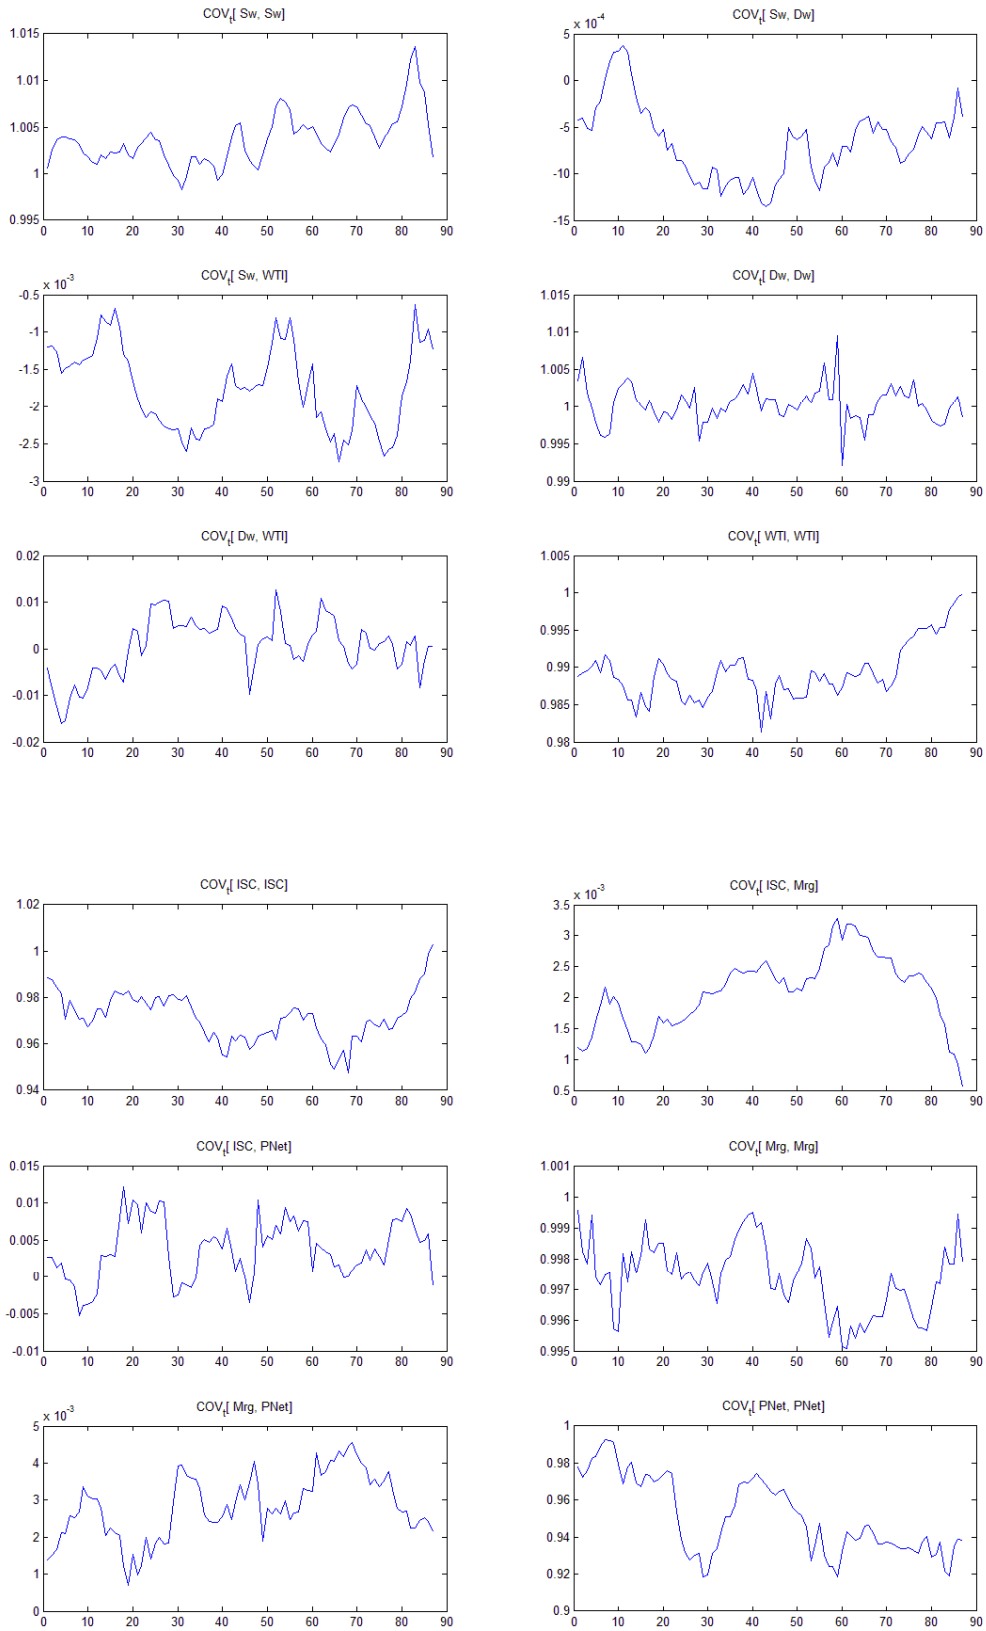 COVt[ Sw, Sw]
1.015
1.01
1.005
1
0.995
0 10 20 30 40 50 60 70 80 90
COVt[ Sw, Dw]
x 10-4
5
0
-5
-10
-15
0 10 20 30 40 50 60 70 80 90
COVt[ Sw, WTI]
x 10-3
-0.5
-1
-1.5
-2
-2.5
-3
0 10 20 30 40 50 60 70 80 90
COVt[ Dw, Dw]
1.015
1.01
1.005
1
0.995
0.99
0 10 20 30 40 50 60 70 80 90
COVt[ Dw, WTI]
0.02
0.01
0
-0.01
-0.02
0 10 20 30 40 50 60 70 80 90
COVt[ WTI, WTI]
1.005
1
0.995
0.99
0.985
0.98
0 10 20 30 40 50 60 70 80 90
COVt[ ISC, ISC]
1.02
1
0.98
0.96
0.94
0 10 20 30 40 50 60 70 80 90
COVt[ ISC, Mrg]
x 10-3
3.5
3
2.5
2
1.5
1
0.5
0 10 20 30 40 50 60 70 80 90
COVt[ ISC, PNet]
0.015
0.01
0.005
0
-0.005
-0.01
0 10 20 30 40 50 60 70 80 90
COVt[ Mrg, Mrg]
1.001
1
0.999
0.998
0.997
0.996
0.995
0 10 20 30 40 50 60 70 80 90
COVt[ Mrg, PNet]
x 10-3
5
4
3
2
1
0
0 10 20 30 40 50 60 70 80 90
COVt[ PNet, PNet]
1
0.98
0.96
0.94
0.92
0.9
0 10 20 30 40 50 60 70 80 90